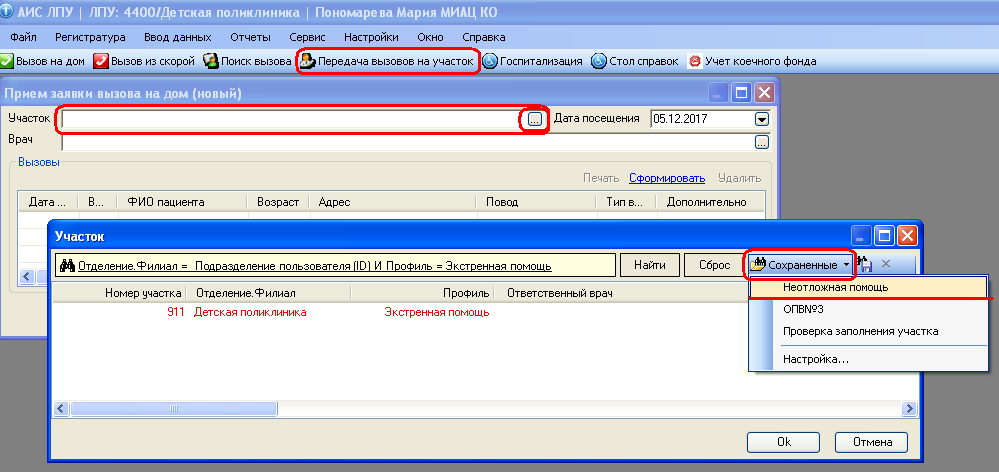 АИС ЛПУ | ЛПУ: 4400/Детская поликлиника | Пономарева Мария МИАЦ КО
Файл Регистратура Ввод данных Отчеты Сервис Настройки Окно Справка
Вызов на дом Вызов из скорой Поиск вызова Передача вызовов на участок Госпитализация Стол справок Учет коечного фонда
Прием заявки вызова на дом (новый)
Участок ... Дата посещения 05.12.2017
Врач ...
Вызовы
Печать Сформировать Удалить
Дата ... В... ФИО пациента Возраст Адрес Повод Тип в... Дополнительно
Участок
Отделение.Филиал = Подразделение пользователя (ID) И Профиль = Экстренная помощь Найти Сброс Сохраненные
Неотложная помощь
ОПВ№3
Проверка заполнения участка
Настройка...
Номер участка Отделение.Филиал Профиль Ответственный врач
911 Детская поликлиника Экстренная помощь
Ok Отмена